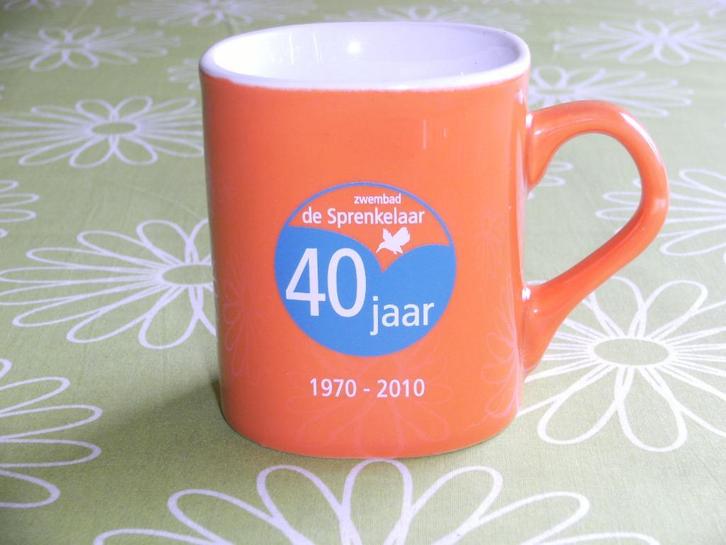 zwembad
de Sprenkelaar
40 jaar
1970 - 2010